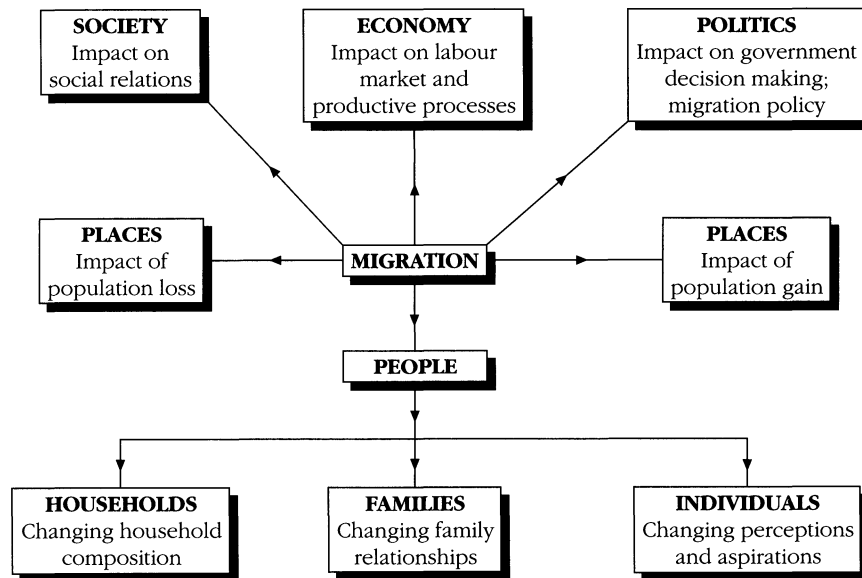 SOCIETY
Impact on
social relations
ECONOMY
Impact on labour
market and
productive processes
POLITICS
Impact on government
decision making;
migration policy
PLACES
Impact of
population loss
MIGRATION
PLACES
Impact of
population gain
PEOPLE
HOUSEHOLDS
Changing household
composition
FAMILIES
Changing family
relationships
INDIVIDUALS
Changing perceptions
and aspirations